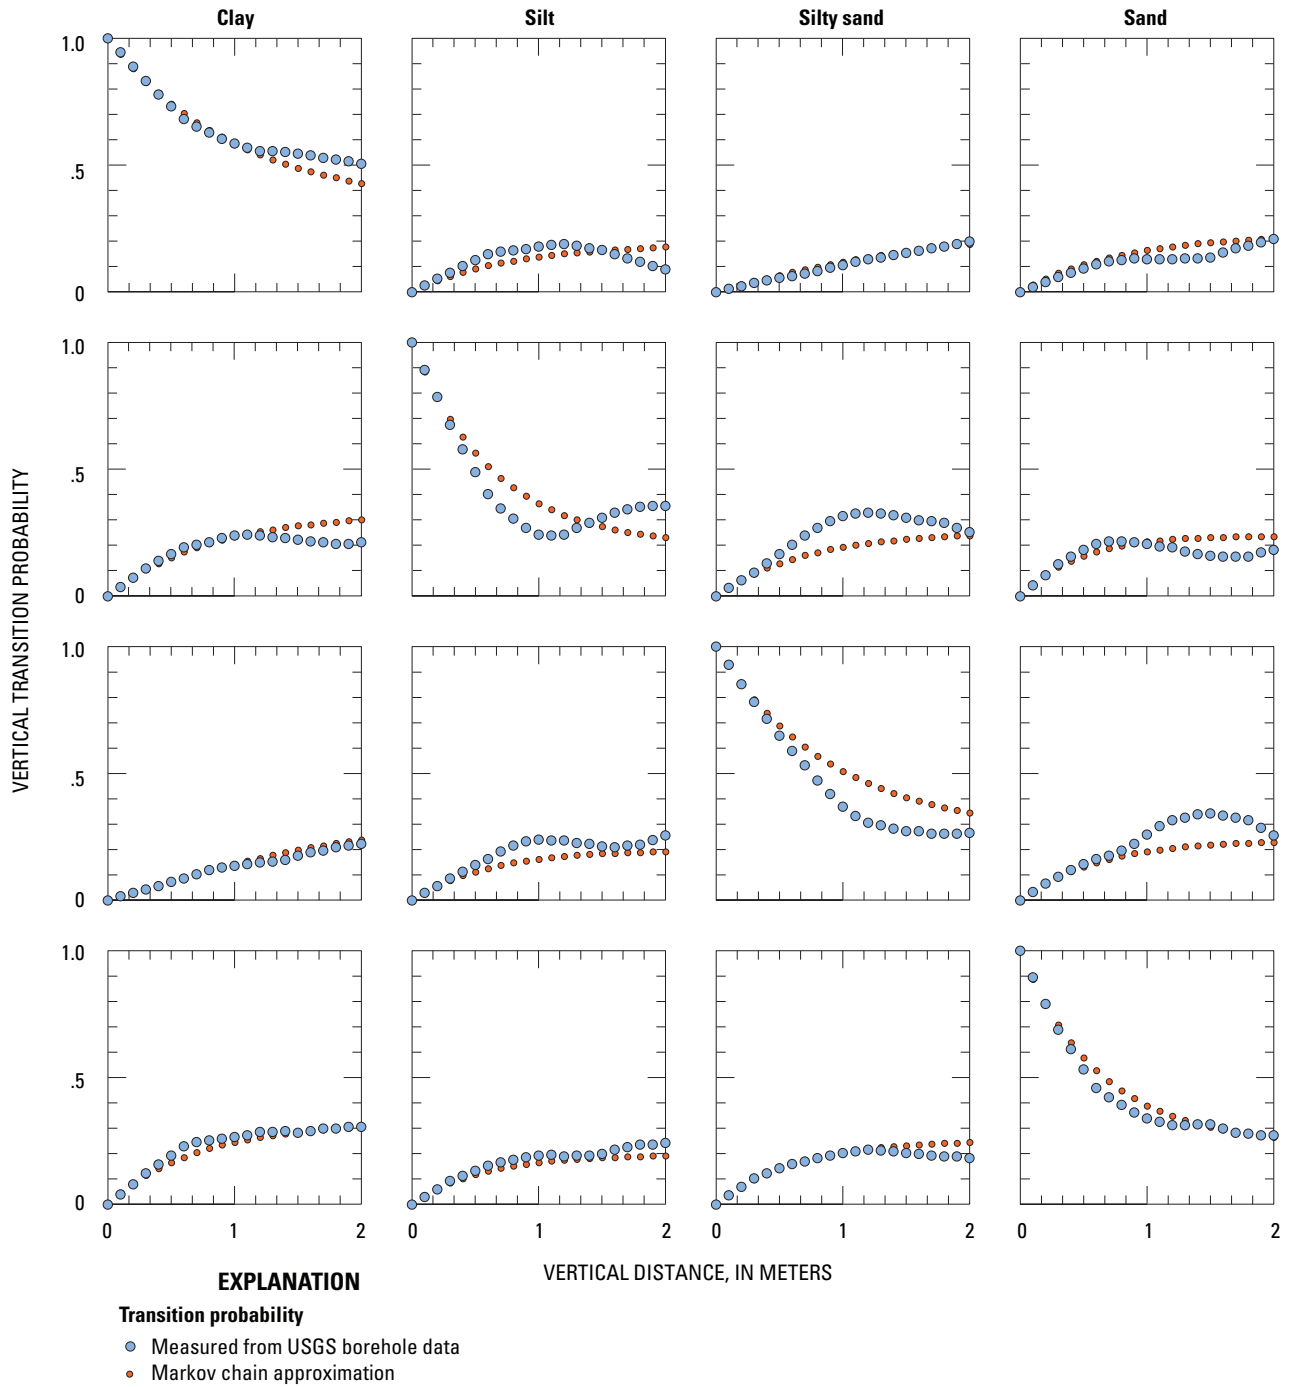 Clay Silt Silty sand Sand
1.0
.5
0
1.0
.5
0
VERTICAL TRANSITION PROBABILITY
1.0
.5
0
1.0
.5
0
0 1 2 0 1 2 0 1 2 0 1 2
VERTICAL DISTANCE, IN METERS
EXPLANATION
Transition probability
Measured from USGS borehole data
Markov chain approximation